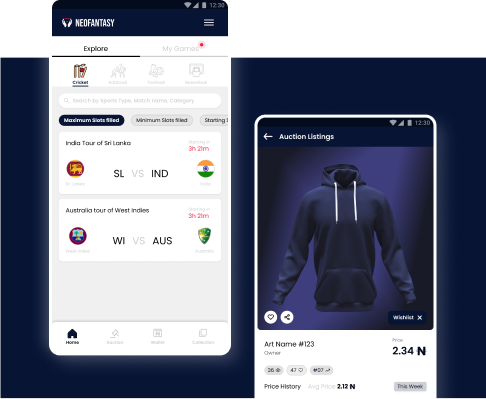 12:30
NEOFANTASY
Explore
My Games
Cricket
Football
Search by Sports Type, Match Name, Category
Maximum Slots filled
Minimum Slots filled
Starting
India Tour of Sri Lanka
Starting in
3h 21m
SL VS IND
Sri Lanka
India
Australia tour of West Indies
Starting in
3h 21m
WI VS AUS
West Indies
Australia
Home
Auction
Wallet
Collection
12:30
Auction Listings
Wishlist
Art Name #123
Owner
Price
2.34
36
47
#97
Price History
Avg Price 2.12
This Week